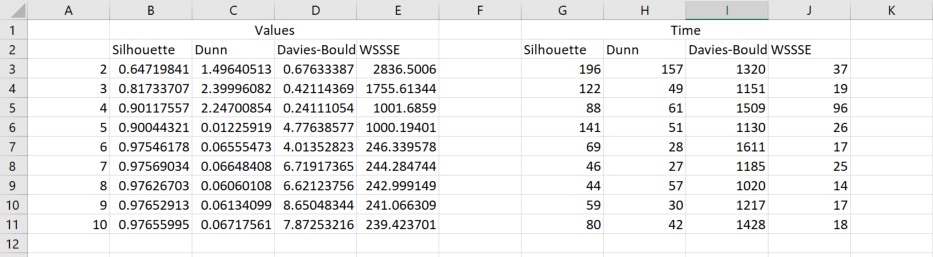 A B C D E F G H I J K
1 Values Time
2 Silhouette Dunn Davies-Bould WSSSE Silhouette Dunn Davies-Bould WSSSE
3 2 0.64719841 1.49640513 0.67633387 2836.5006 196 157 1320 37
4 3 0.81733707 2.39996082 0.42114369 1755.61344 122 49 1151 19
5 4 0.90117557 2.24700854 0.24111054 1001.6859 88 61 1509 96
6 5 0.90044321 0.01225919 4.77638577 1000.19401 141 51 1130 26
7 6 0.97546178 0.06555473 4.01352823 246.339578 69 28 1611 17
8 7 0.97569034 0.06648408 6.71917365 244.284744 46 27 1185 25
9 8 0.97626703 0.06060108 6.62123756 242.999149 44 57 1020 14
10 9 0.97652913 0.06134099 8.65048344 241.066309 59 30 1217 17
11 10 0.97655995 0.06717561 7.87253216 239.423701 80 42 1428 18
12